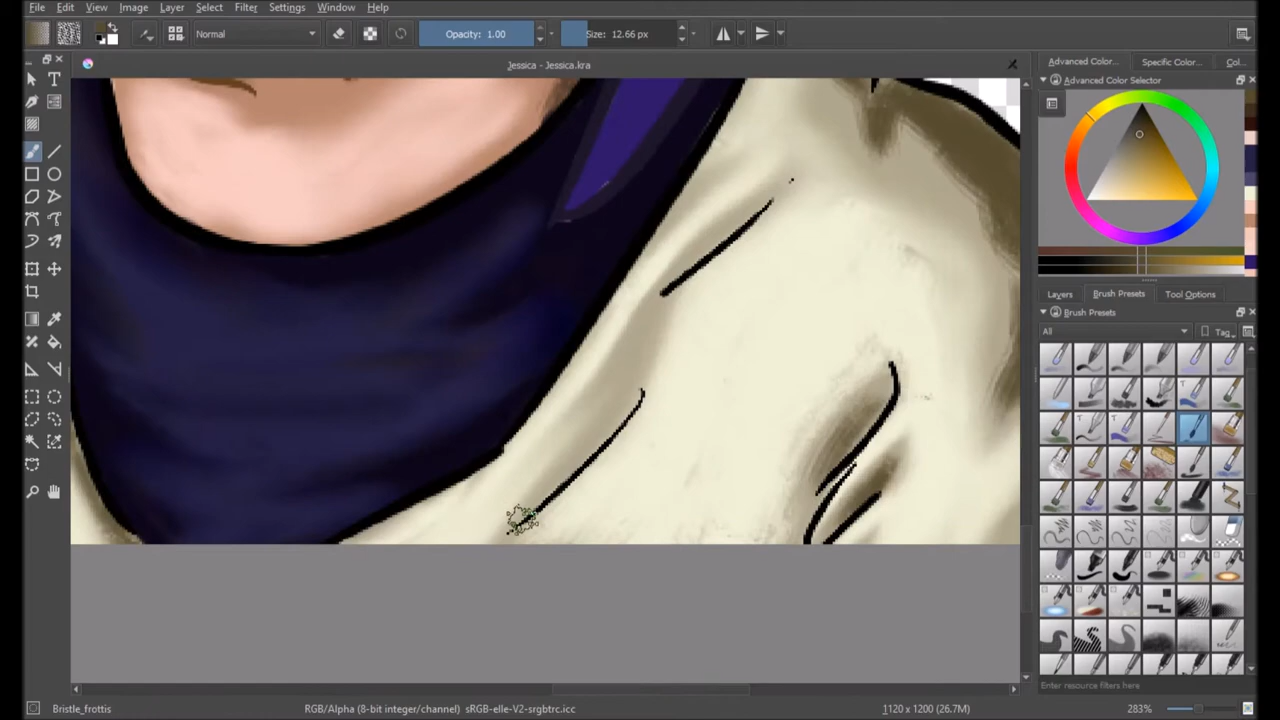 File Edit View Image Layer Select Filter Settings Window Help
Normal Opacity: 1.00 Size: 12.66 px
Jessica - Jessica.kra
Advanced Color... Specific Color... Col...
Advanced Color Selector
Layers Brush Presets Tool Options
Brush Presets
All Tag
Enter resource filters here
Bristle_frottis RGB/Alpha (8-bit integer/channel) sRGB-elle-V2-srgbtrc.icc 1120 x 1200 (26.7M) 283%